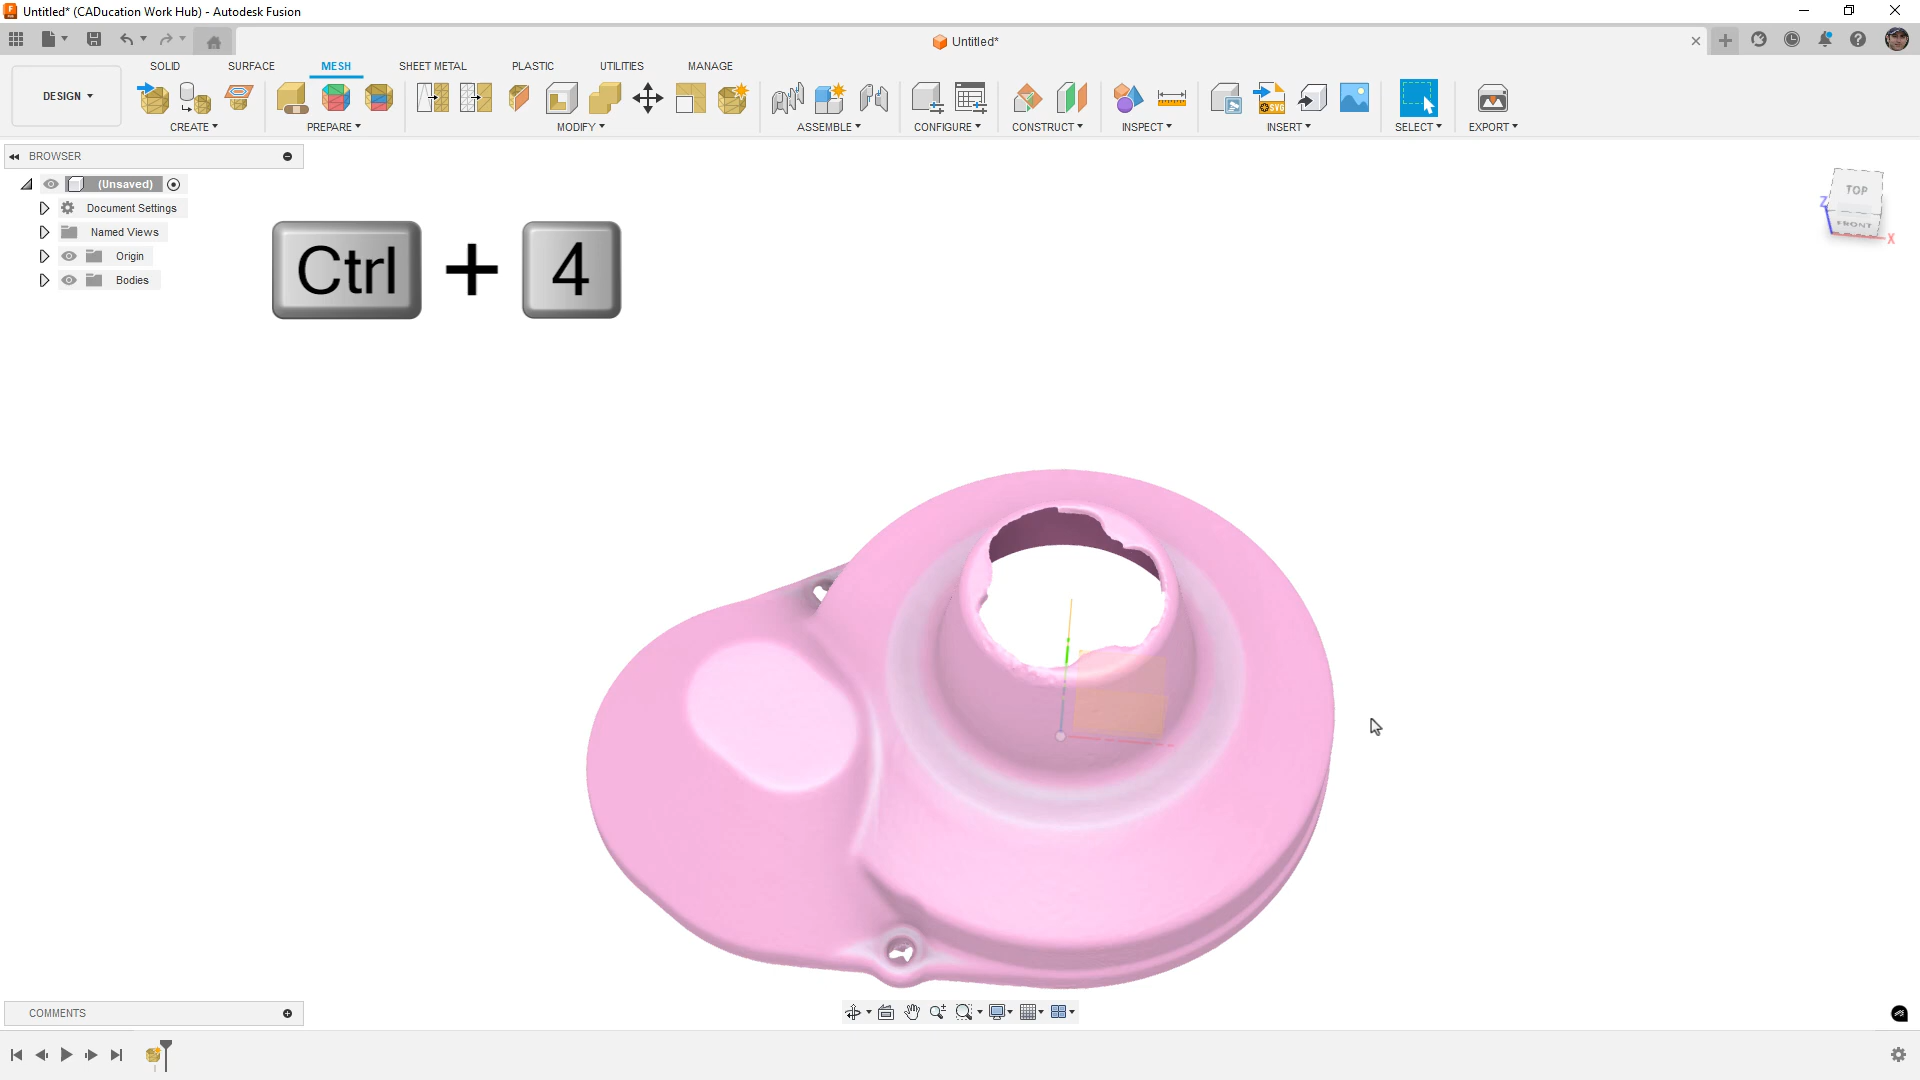 Untitled* (CADucation Work Hub) - Autodesk Fusion
Untitled*
SOLID SURFACE MESH SHEET METAL PLASTIC UTILITIES MANAGE
DESIGN
CREATE PREPARE MODIFY ASSEMBLE CONFIGURE CONSTRUCT INSPECT INSERT SELECT EXPORT
SVG
BROWSER
(Unsaved)
Document Settings
Named Views
Origin
Bodies
Ctrl + 4
TOP
Z
FRONT
X
COMMENTS